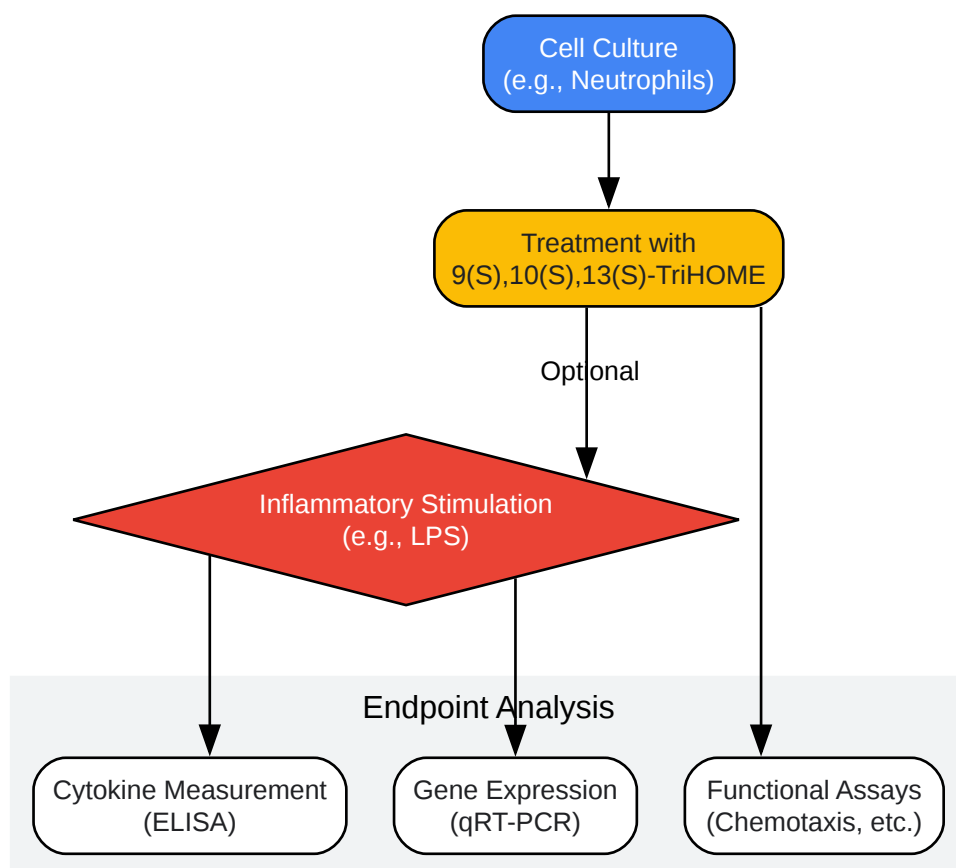 Cell Culture
(e.g., Neutrophils)
Treatment with
9(S),10(S),13(S)-TriHOME
Optional
Inflammatory Stimulation
(e.g., LPS)
Endpoint Analysis
Cytokine Measurement
(ELISA)
Gene Expression
(qRT-PCR)
Functional Assays
(Chemotaxis, etc.)